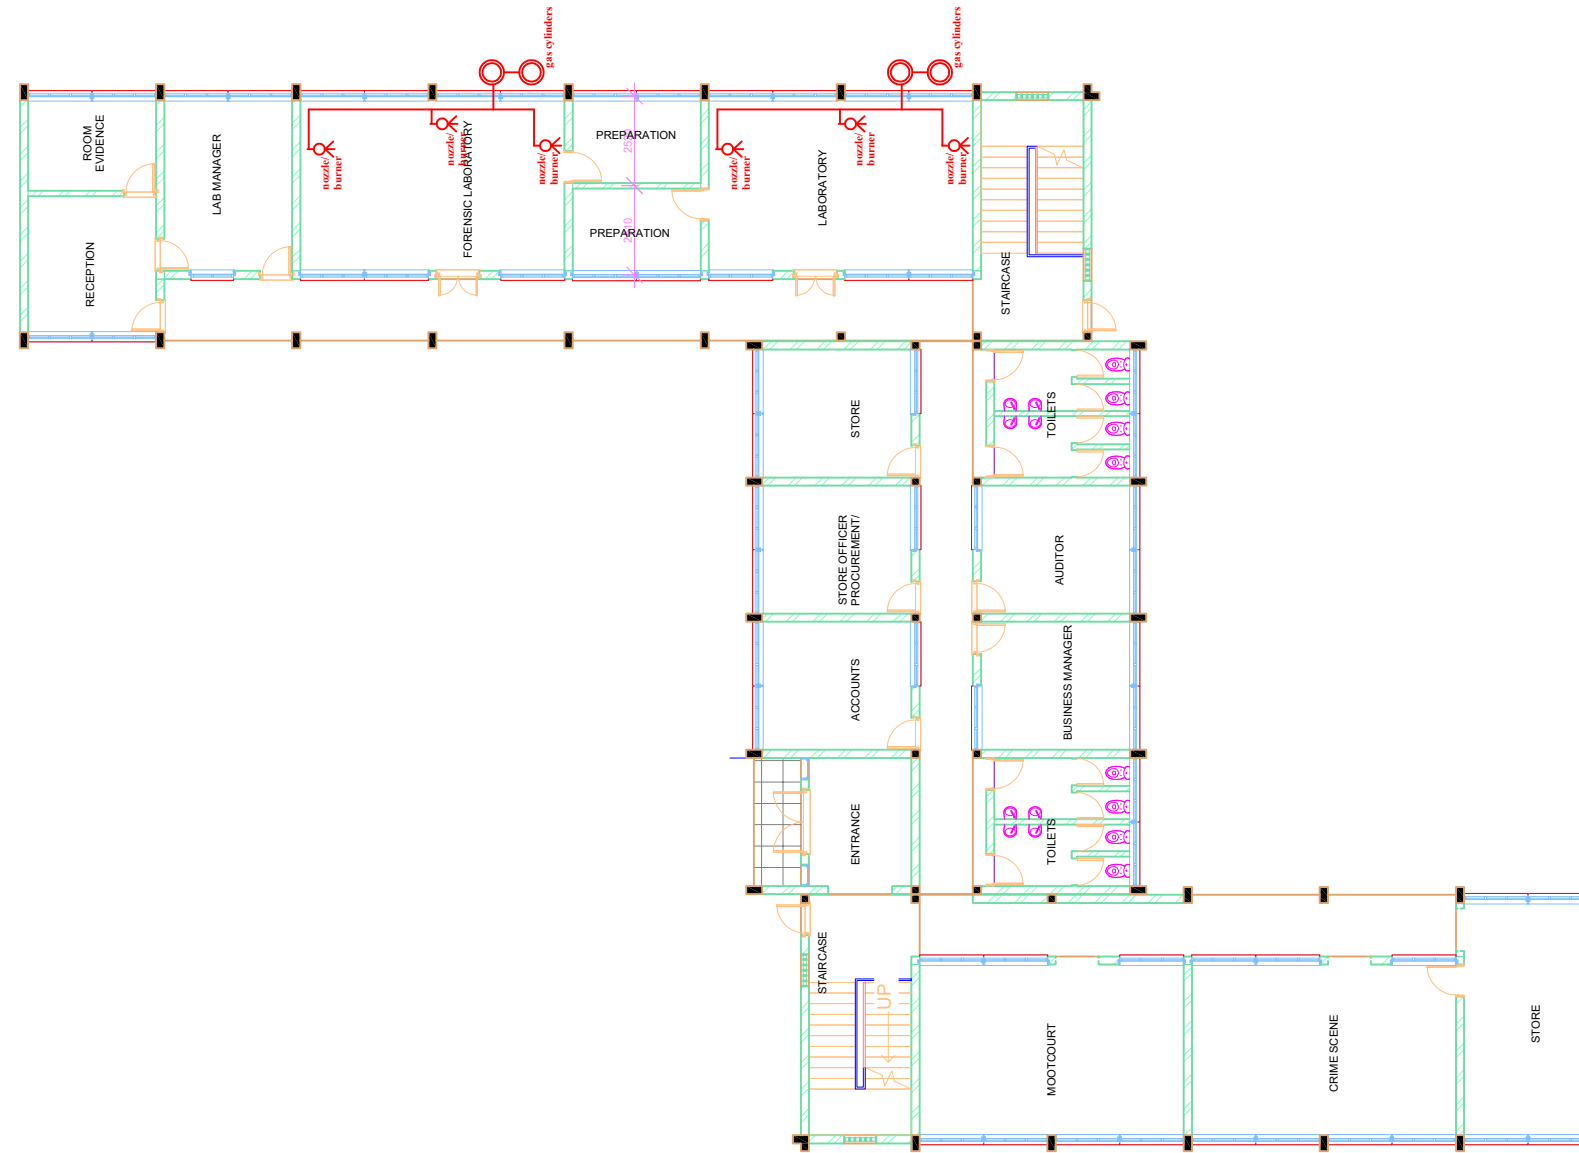 gas cylinders
gas cylinders
ROOM
EVIDENCE
LAB MANAGER
nozzle/
burner
nozzle/
burner
FORENSIC LABORATORY
nozzle/
burner
PREPARATION
PREPARATION
nozzle/
burner
LABORATORY
nozzle/
burner
nozzle/
burner
RECEPTION
STAIRCASE
STORE
TOILETS
STORE OFFICER
PROCUREMENT/
AUDITOR
ACCOUNTS
BUSINESS MANAGER
ENTRANCE
TOILETS
STAIRCASE
UP
MOOTCOURT
CRIME SCENE
STORE